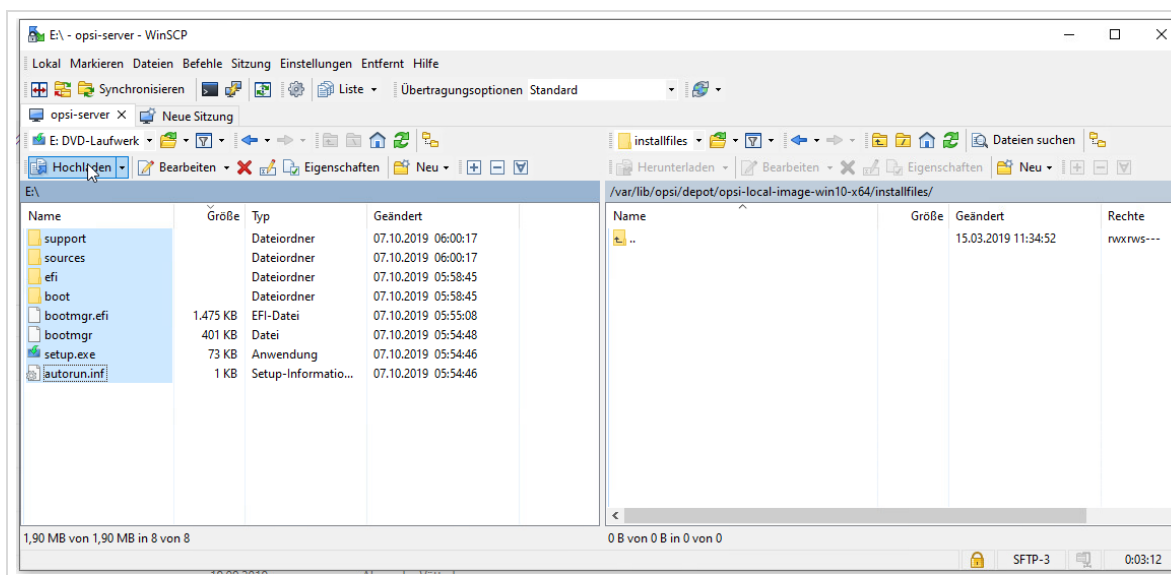 E:\ - opsi-server - WinSCP
Lokal Markieren Dateien Befehle Sitzung Einstellungen Entfernt Hilfe
Synchronisieren Liste Übertragungsoptionen Standard
opsi-server X Neue Sitzung
E: DVD-Laufwerk installfiles Dateien suchen
Hochladen Bearbeiten Eigenschaften Neu Herunterladen Bearbeiten Eigenschaften Neu
E:\ /var/lib/opsi/depot/opsi-local-image-win10-x64/installfiles/
Name Größe Typ Geändert Name Größe Geändert Rechte
support Dateiordner 07.10.2019 06:00:17 .. 15.03.2019 11:34:52 rwxrws---
sources Dateiordner 07.10.2019 06:00:17
efi Dateiordner 07.10.2019 05:58:45
boot Dateiordner 07.10.2019 05:58:45
bootmgr.efi 1.475 KB EFI-Datei 07.10.2019 05:55:08
bootmgr 401 KB Datei 07.10.2019 05:54:48
setup.exe 73 KB Anwendung 07.10.2019 05:54:46
autorun.inf 1 KB Setup-Informatio... 07.10.2019 05:54:46
1,90 MB von 1,90 MB in 8 von 8 0 B von 0 B in 0 von 0
SFTP-3 0:03:12